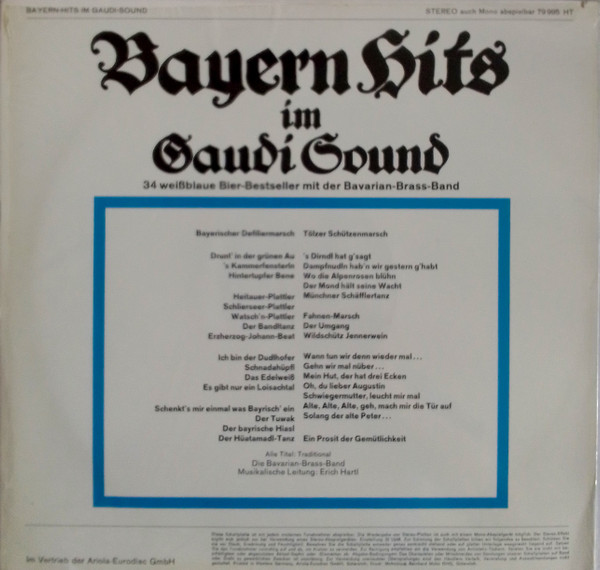 BAYERN-HITS IM GAUDI-SOUND
STEREO auch Mono abspielbar 79 995 HT
Bayern Hits
im
Gaudi Sound
34 weißblaue Bier-Bestseller mit der Bavarian-Brass-Band
Bayerischer Defiliermarsch
Drunt' in der grünen Au
's Kammerfensterln
Hintertupfer Bene
Heitauer-Plattler
Schlierseer-Plattler
Watsch'n-Plattler
Der Bandltanz
Erzherzog-Johann-Beat
Ich bin der Dudlhofer
Schnadahüpfl
Das Edelweiß
Es gibt nur ein Loisachtal
Schenkt's mir einmal was Bayrisch' ein
Der Tuwak
Der bayrische Hiasl
Der Hüatamadl-Tanz
Tölzer Schützenmarsch
's Dirndl hat g'sagt
Dampfnudln hab'n wir gestern g'habt
Wo die Alpenrosen blühn
Der Mond hält seine Wacht
Münchner Schäfflertanz
Fahnen-Marsch
Der Umgang
Wildschütz Jennerwein
Wann tun wir denn wieder mal...
Gehn wir mal nüber...
Mein Hut, der hat drei Ecken
Oh, du lieber Augustin
Schwiegermutter, leucht mir mal
Alte, Alte, Alte, geh, mach mir die Tür auf
Solang der alte Peter...
Ein Prosit der Gemütlichkeit
Alle Titel: Traditional
Die Bavarian-Brass-Band
Musikalische Leitung: Erich Hartl
Im Vertrieb der Ariola-Eurodisc GmbH